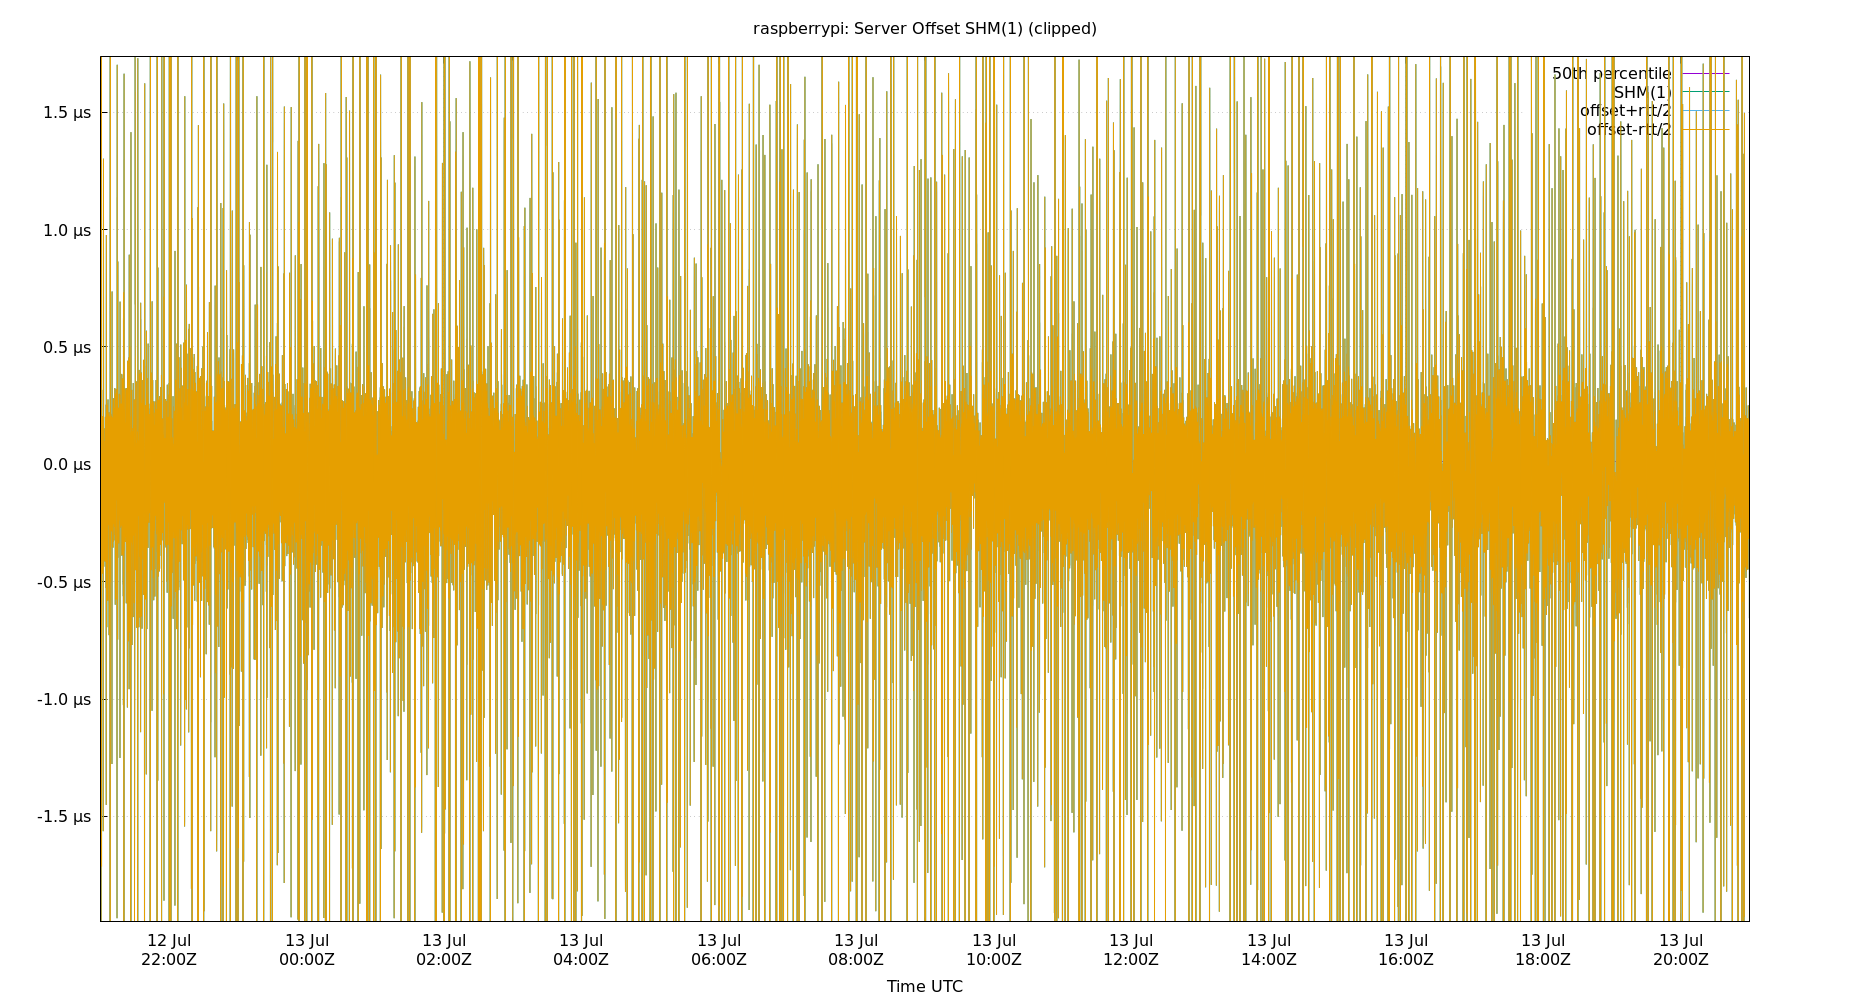 raspberrypi: Server Offset SHM(1) (clipped)
50th percentile
SHM(1)
offset+rtt/2
offset-rtt/2
1.5 µs
1.0 µs
0.5 µs
0.0 µs
-0.5 µs
-1.0 µs
-1.5 µs
12 Jul 13 Jul 13 Jul 13 Jul 13 Jul 13 Jul 13 Jul 13 Jul 13 Jul 13 Jul 13 Jul 13 Jul
22:00Z 00:00Z 02:00Z 04:00Z 06:00Z 08:00Z 10:00Z 12:00Z 14:00Z 16:00Z 18:00Z 20:00Z
Time UTC